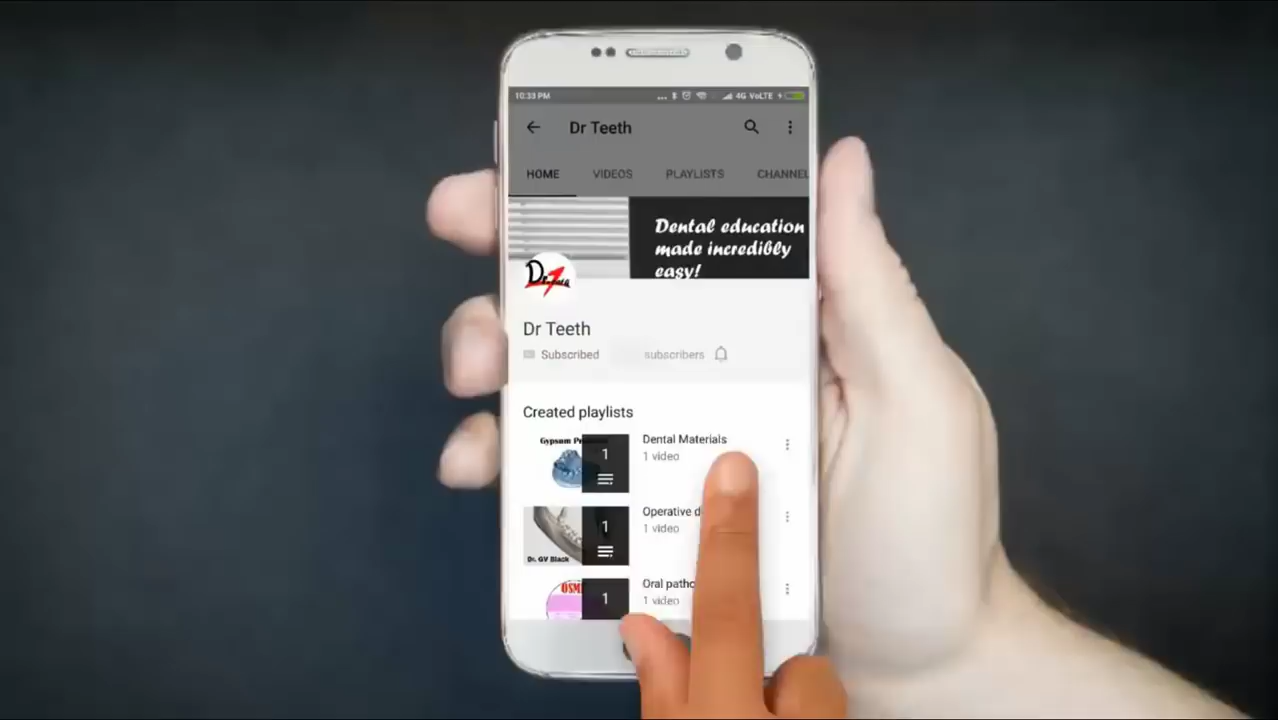 10:33 PM
4G VoLTE
Dr Teeth
HOME VIDEOS PLAYLISTS CHANNEL
Dental education
made incredibly
easy!
Dr Teeth
Subscribed subscribers
Created playlists
Gypsum
1
Dental Materials
1 video
Dr. GV Black
1
Operative
1 video
OSM
1
Oral patho
1 video